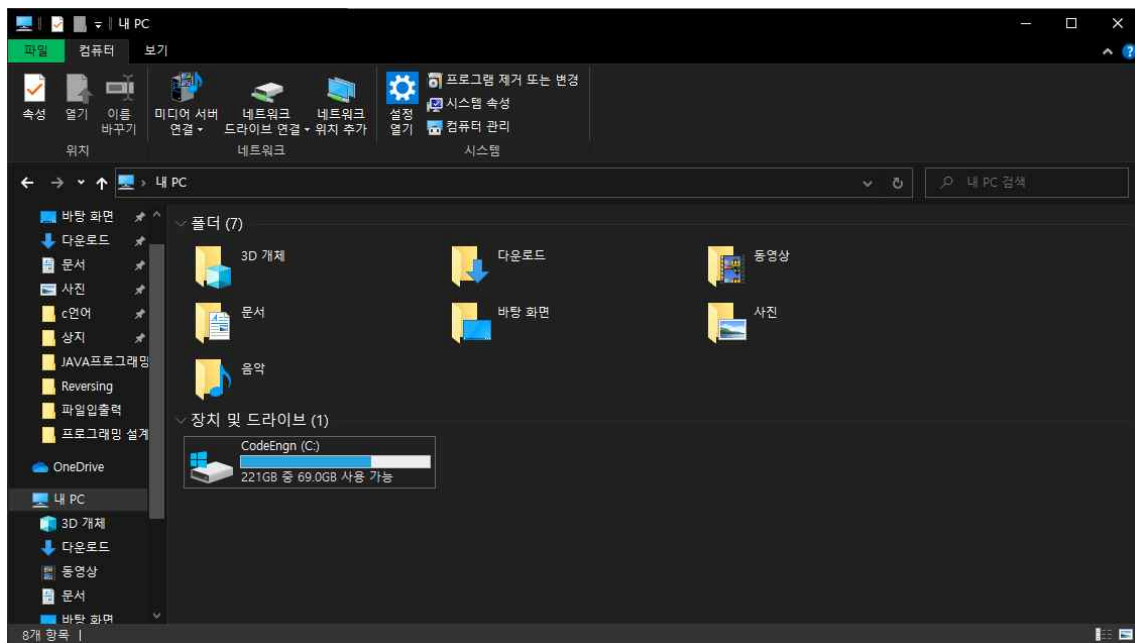 내 PC
파일 컴퓨터 보기
속성 열기 이름 바꾸기
미디어 서버 연결 네트워크 드라이브 연결 네트워크 위치 추가
설정 열기
프로그램 제거 또는 변경
시스템 속성
컴퓨터 관리
위치 네트워크 시스템
내 PC
내 PC 검색
바탕 화면
다운로드
문서
사진
c언어
상지
JAVA프로그래밍
Reversing
파일입출력
프로그래밍 설계
OneDrive
내 PC
3D 개체
다운로드
동영상
문서
바탕 화면
폴더 (7)
3D 개체 다운로드 동영상
문서 바탕 화면 사진
음악
장치 및 드라이브 (1)
CodeEngn (C:)
221GB 중 69.0GB 사용 가능
8개 항목